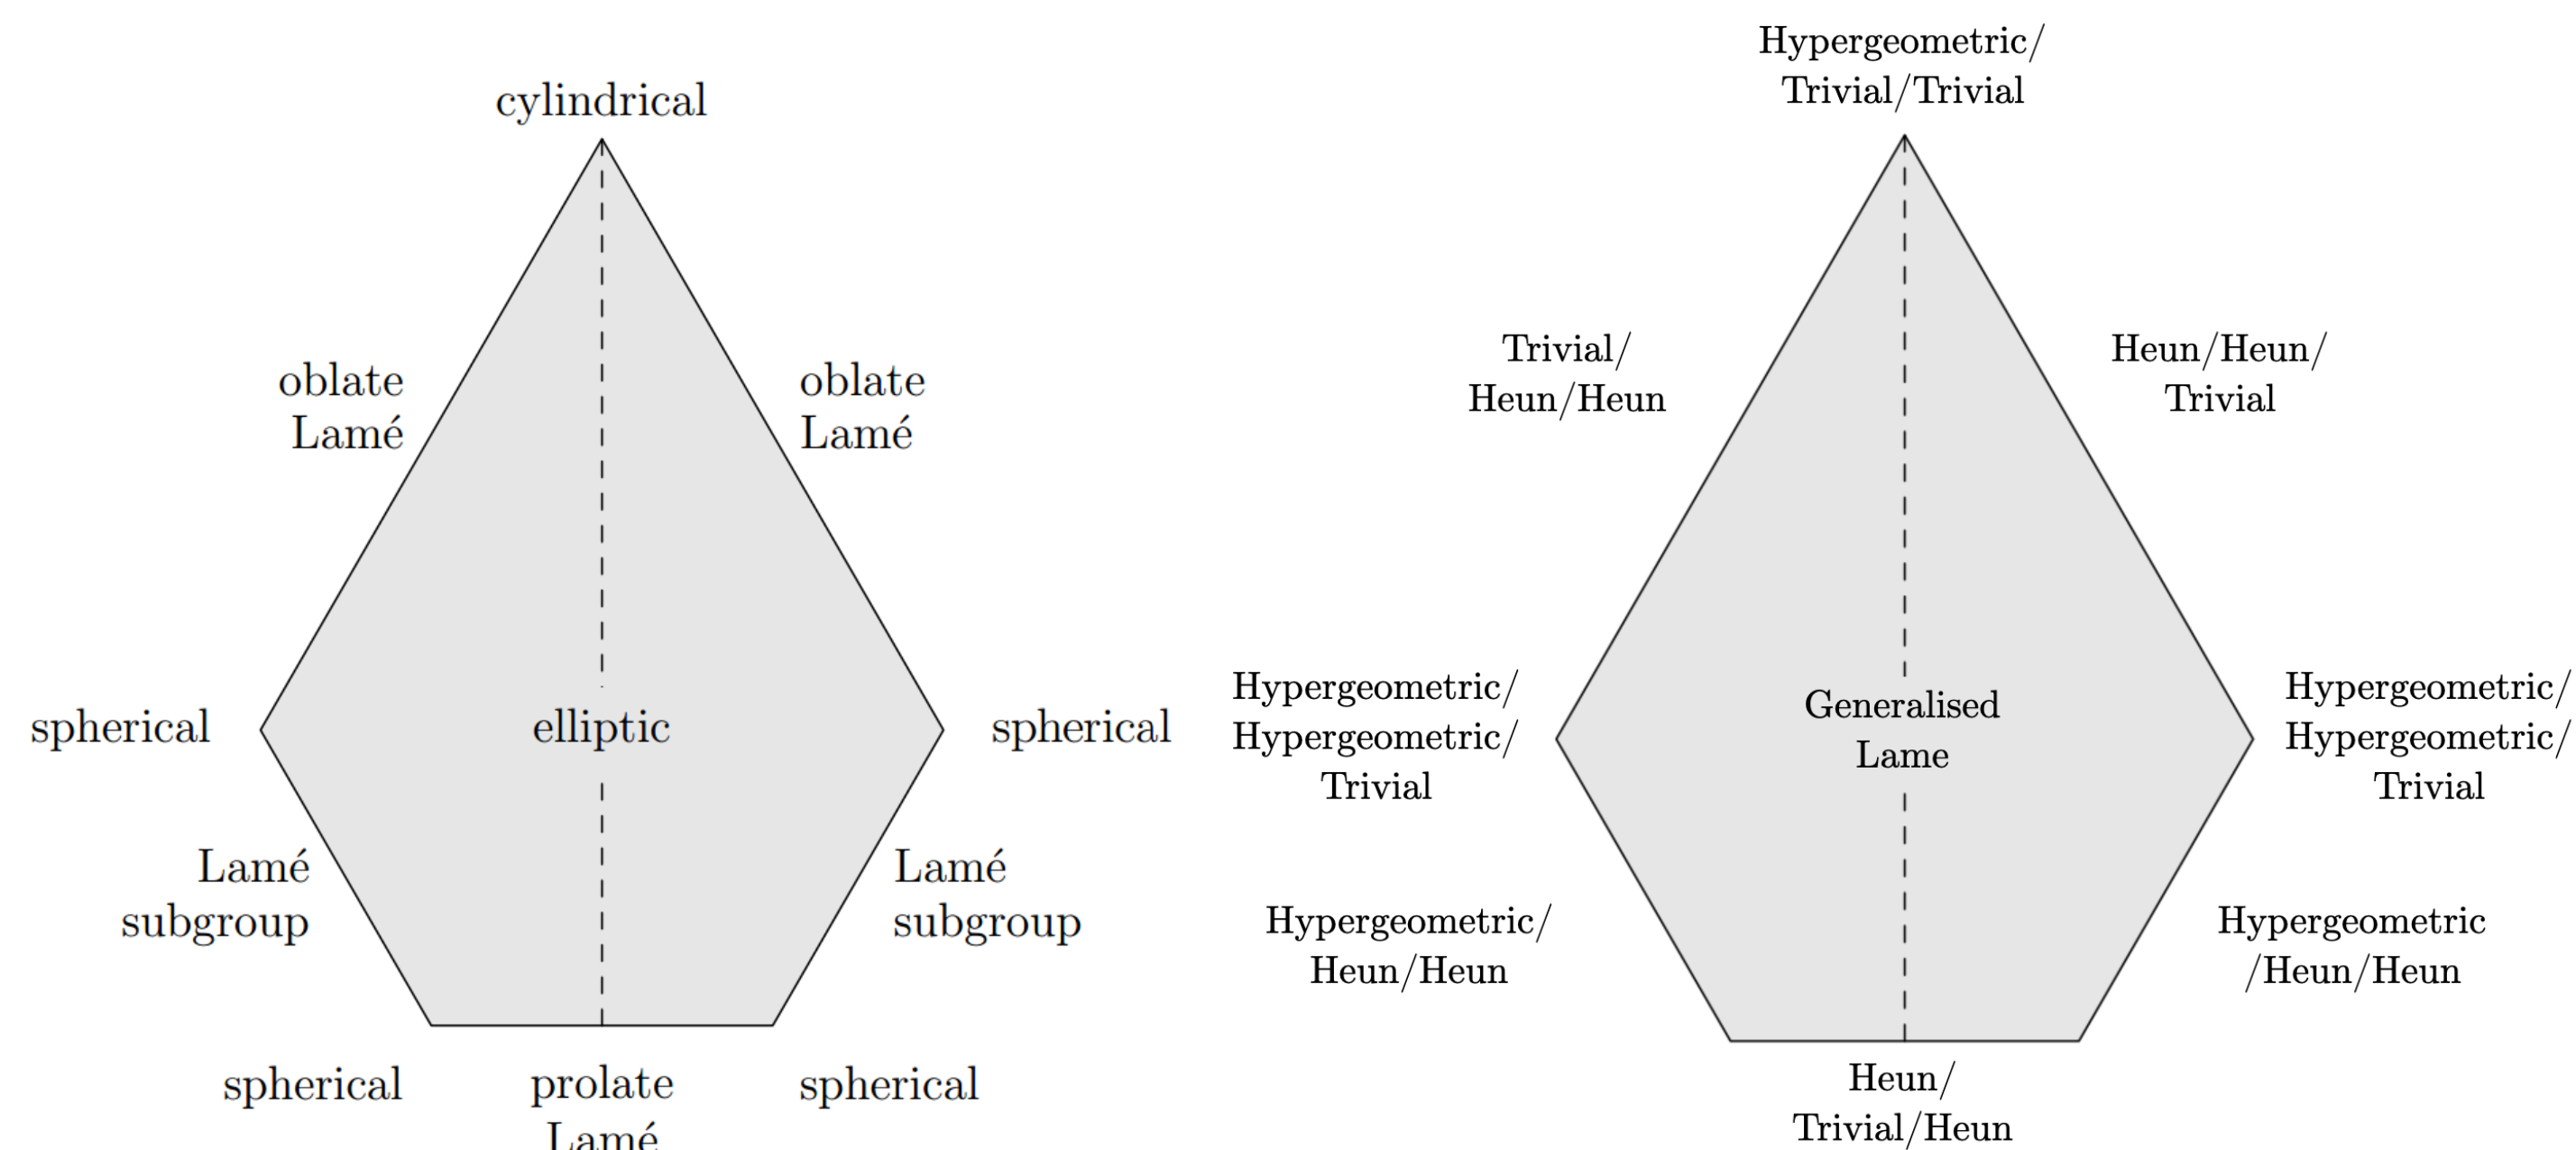 cylindrical
oblate
Lamé
oblate
Lamé
spherical
elliptic
spherical
Lamé
subgroup
Lamé
subgroup
spherical
prolate
Lamé
spherical
Hypergeometric/
Trivial/Trivial
Trivial/
Heun/Heun
Heun/Heun/
Trivial
Hypergeometric/
Hypergeometric/
Trivial
Generalised
Lame
Hypergeometric/
Hypergeometric/
Trivial
Hypergeometric/
Heun/Heun
Hypergeometric
/Heun/Heun
Heun/
Trivial/Heun